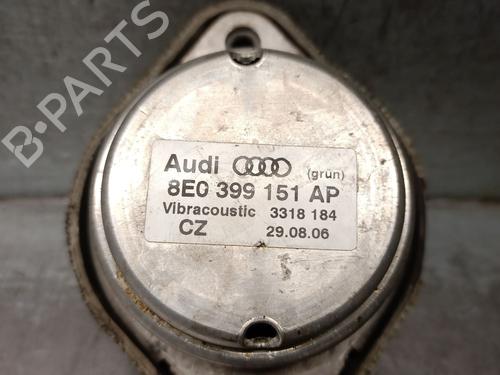 B-PARTS
Audi (grün)
8E0 399 151 AP
Vibracoustic 3318 184
CZ 29.08.06